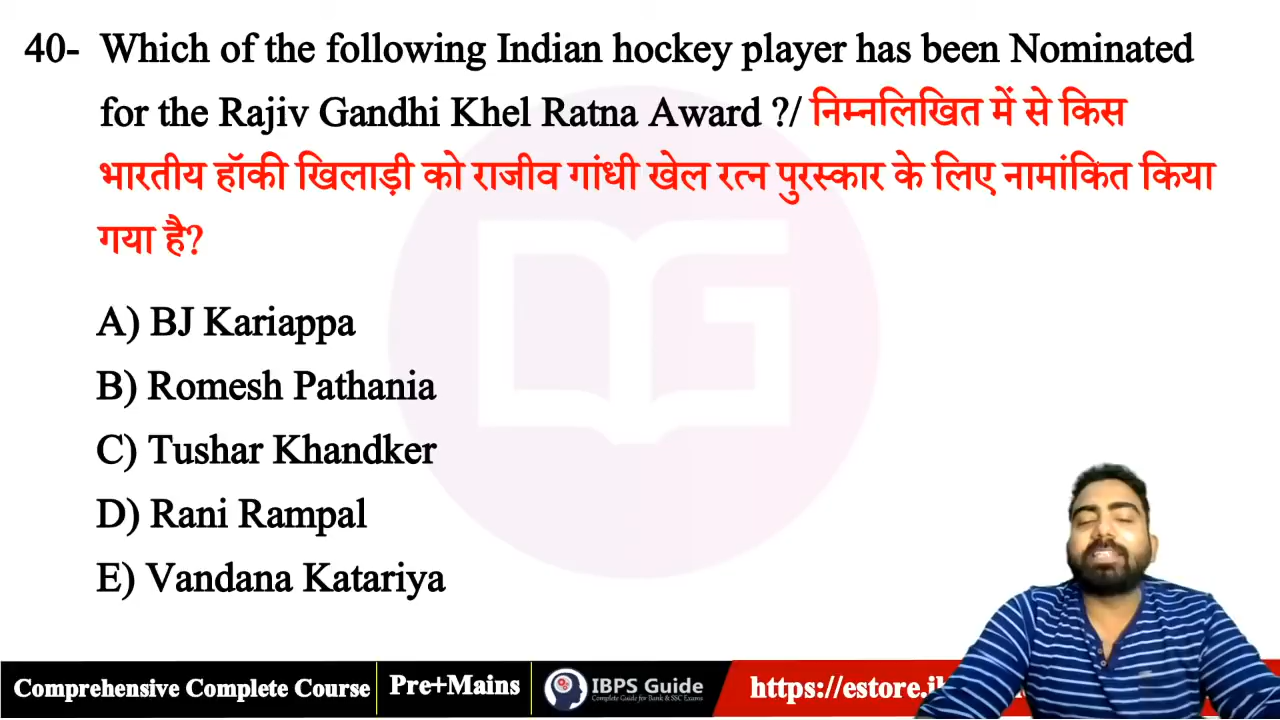 40- Which of the following Indian hockey player has been Nominated
for the Rajiv Gandhi Khel Ratna Award ?/ निम्नलिखित में से किस
भारतीय हॉकी खिलाड़ी को राजीव गांधी खेल रत्न पुरस्कार के लिए नामांकित किया
गया है?
A) BJ Kariappa
B) Romesh Pathania
C) Tushar Khandker
D) Rani Rampal
E) Vandana Katariya
Comprehensive Complete Course
Pre+Mains
IBPS Guide
Complete Guide for Bank & SSC Exams
https://estore.i